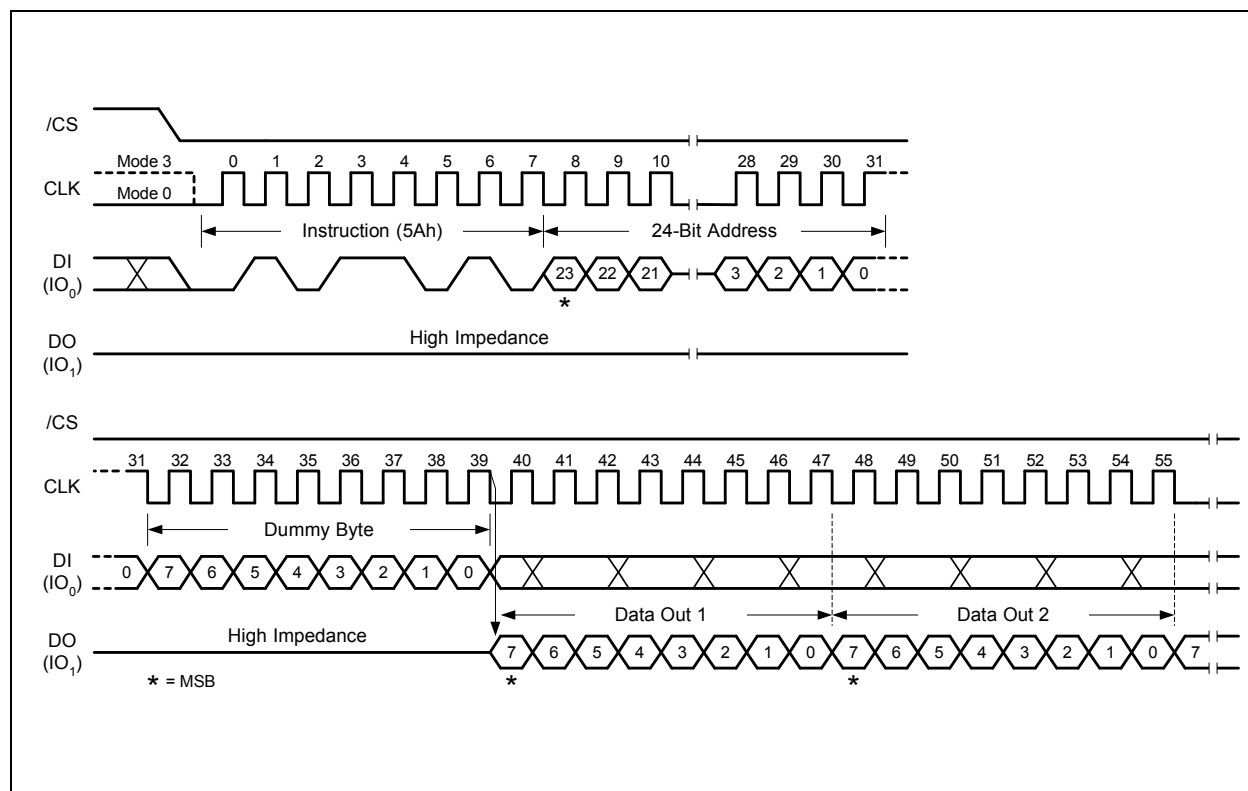 /CS
Mode 3
0 1 2 3 4 5 6 7 8 9 10 28 29 30 31
CLK
Mode 0
Instruction (5Ah) 24-Bit Address
DI
(IO0)
23 22 21 3 2 1 0
*
High Impedance
DO
(IO1)
/CS
31 32 33 34 35 36 37 38 39 40 41 42 43 44 45 46 47 48 49 50 51 52 53 54 55
CLK
Dummy Byte
DI
(IO0)
0 7 6 5 4 3 2 1 0
Data Out 1 Data Out 2
High Impedance
DO
(IO1)
7 6 5 4 3 2 1 0 7 6 5 4 3 2 1 0 7
* = MSB * *